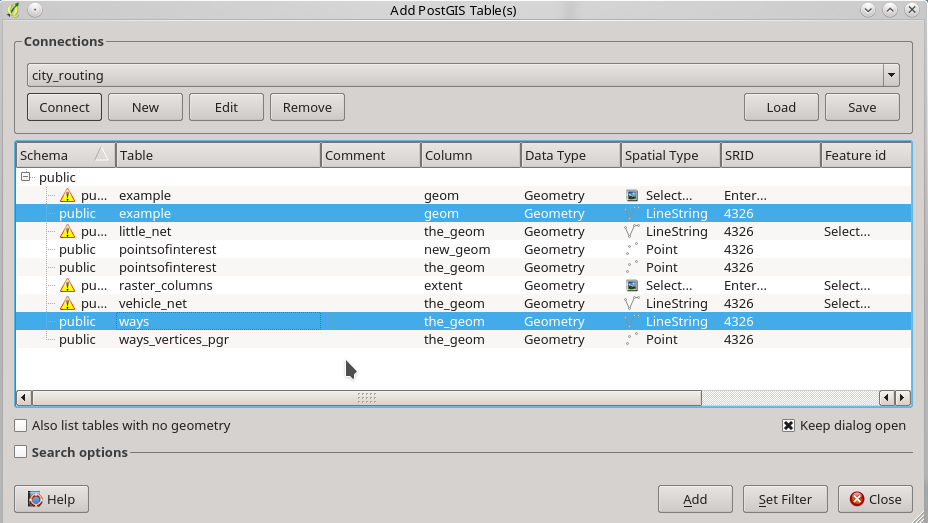 Add PostGIS Table(s)
Connections
city_routing
Connect New Edit Remove Load Save
Schema Table Comment Column Data Type Spatial Type SRID Feature id
public
pu... example geom Geometry Select... Enter...
public example geom Geometry LineString 4326
pu... little_net the_geom Geometry LineString 4326 Select...
public pointsofinterest new_geom Geometry Point 4326
public pointsofinterest the_geom Geometry Point 4326
pu... raster_columns extent Geometry Select... Enter... Select...
pu... vehicle_net the_geom Geometry LineString 4326 Select...
public ways the_geom Geometry LineString 4326
public ways_vertices_pgr the_geom Geometry Point 4326
Also list tables with no geometry Keep dialog open
Search options
Help Add Set Filter Close